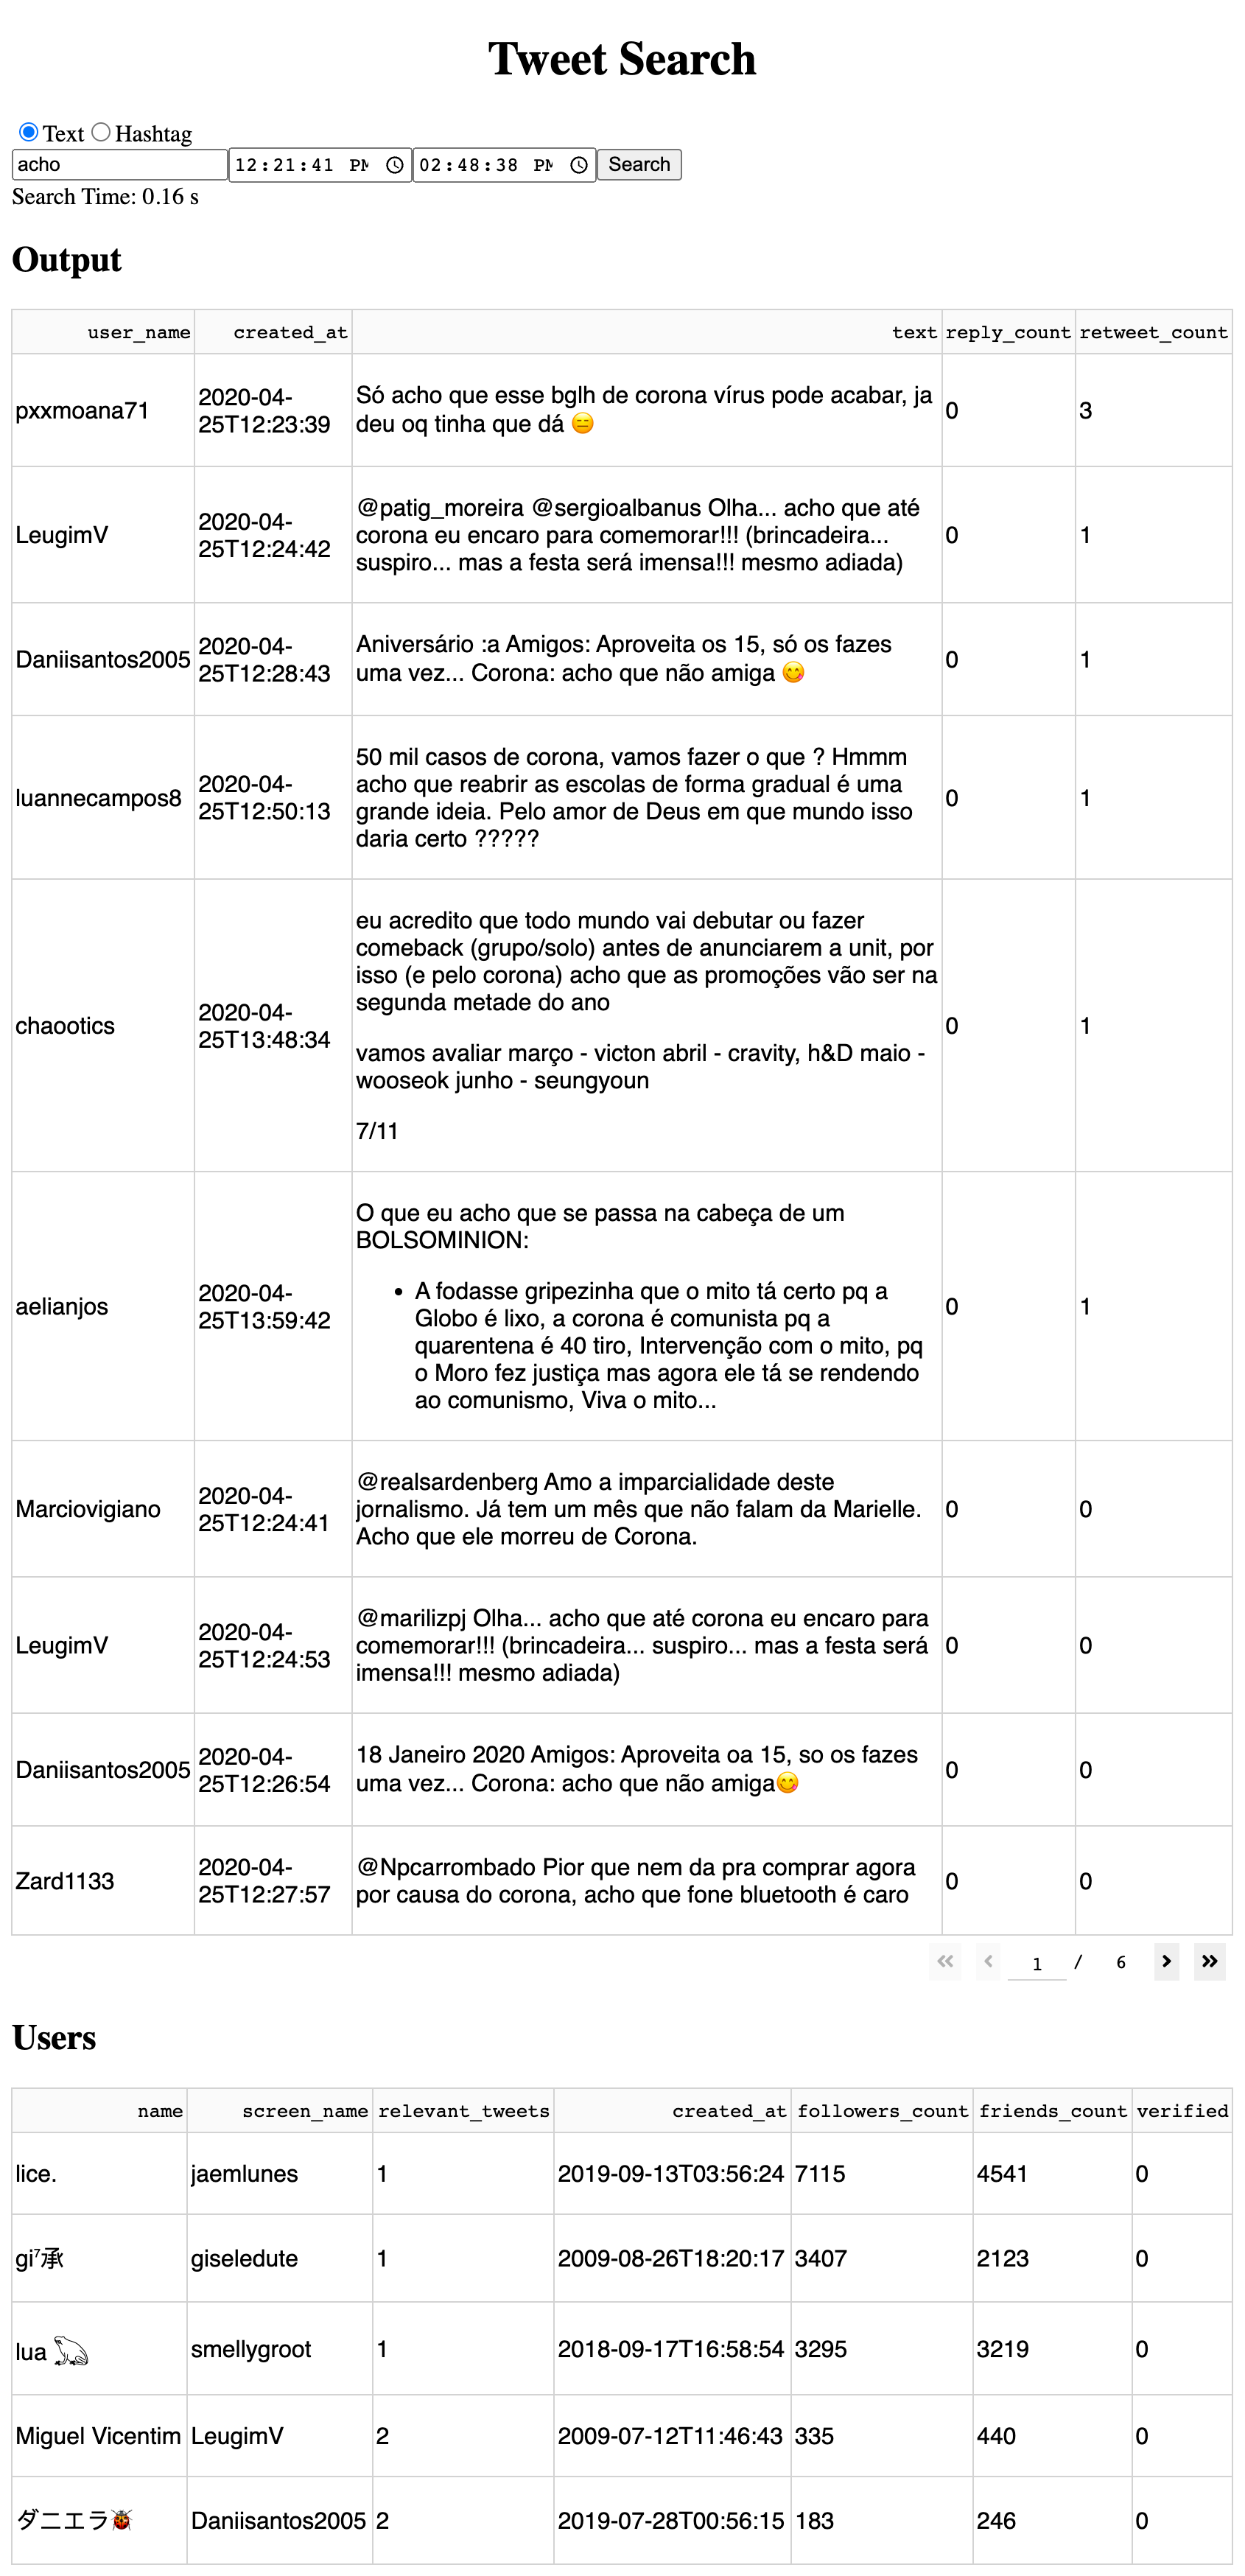 Tweet Search
Text Hashtag
acho 12:21:41 PM 02:48:38 PM Search
Search Time: 0.16 s
Output
user_name created_at text reply_count retweet_count
pxxmoana71 2020-04-25T12:23:39 Só acho que esse bglh de corona vírus pode acabar, ja
deu oq tinha que dá 😑 0 3
LeugimV 2020-04-25T12:24:42 @patig_moreira @sergioalbanus Olha... acho que até
corona eu encaro para comemorar!!! (brincadeira...
suspiro... mas a festa será imensa!!! mesmo adiada) 0 1
Daniisantos2005 2020-04-25T12:28:43 Aniversário :a Amigos: Aproveita os 15, só os fazes
uma vez... Corona: acho que não amiga 😋 0 1
luannecampos8 2020-04-25T12:50:13 50 mil casos de corona, vamos fazer o que ? Hmmm
acho que reabrir as escolas de forma gradual é uma
grande ideia. Pelo amor de Deus em que mundo isso
daria certo ????? 0 1
chaootics 2020-04-25T13:48:34 eu acredito que todo mundo vai debutar ou fazer
comeback (grupo/solo) antes de anunciarem a unit, por
isso (e pelo corona) acho que as promoções vão ser na
segunda metade do ano
vamos avaliar março - victon abril - cravity, h&D maio -
wooseok junho - seungyoun
7/11 0 1
aelianjos 2020-04-25T13:59:42 O que eu acho que se passa na cabeça de um
BOLSOMINION:
• A fodasse gripezinha que o mito tá certo pq a
Globo é lixo, a corona é comunista pq a
quarentena é 40 tiro, Intervenção com o mito, pq
o Moro fez justiça mas agora ele tá se rendendo
ao comunismo, Viva o mito... 0 1
Marciovigiano 2020-04-25T12:24:41 @realsardenberg Amo a imparcialidade deste
jornalismo. Já tem um mês que não falam da Marielle.
Acho que ele morreu de Corona. 0 0
LeugimV 2020-04-25T12:24:53 @marilizpj Olha... acho que até corona eu encaro para
comemorar!!! (brincadeira... suspiro... mas a festa será
imensa!!! mesmo adiada) 0 0
Daniisantos2005 2020-04-25T12:26:54 18 Janeiro 2020 Amigos: Aproveita oa 15, so os fazes
uma vez... Corona: acho que não amiga😋 0 0
Zard1133 2020-04-25T12:27:57 @Npcarrombado Pior que nem da pra comprar agora
por causa do corona, acho que fone bluetooth é caro 0 0
1 / 6
Users
name screen_name relevant_tweets created_at followers_count friends_count verified
lice. jaemlunes 1 2019-09-13T03:56:24 7115 4541 0
gi⁷承 giseledute 1 2009-08-26T18:20:17 3407 2123 0
lua 𓆏 smellygroot 1 2018-09-17T16:58:54 3295 3219 0
Miguel Vicentim LeugimV 2 2009-07-12T11:46:43 335 440 0
ダニエラ🐞 Daniisantos2005 2 2019-07-28T00:56:15 183 246 0